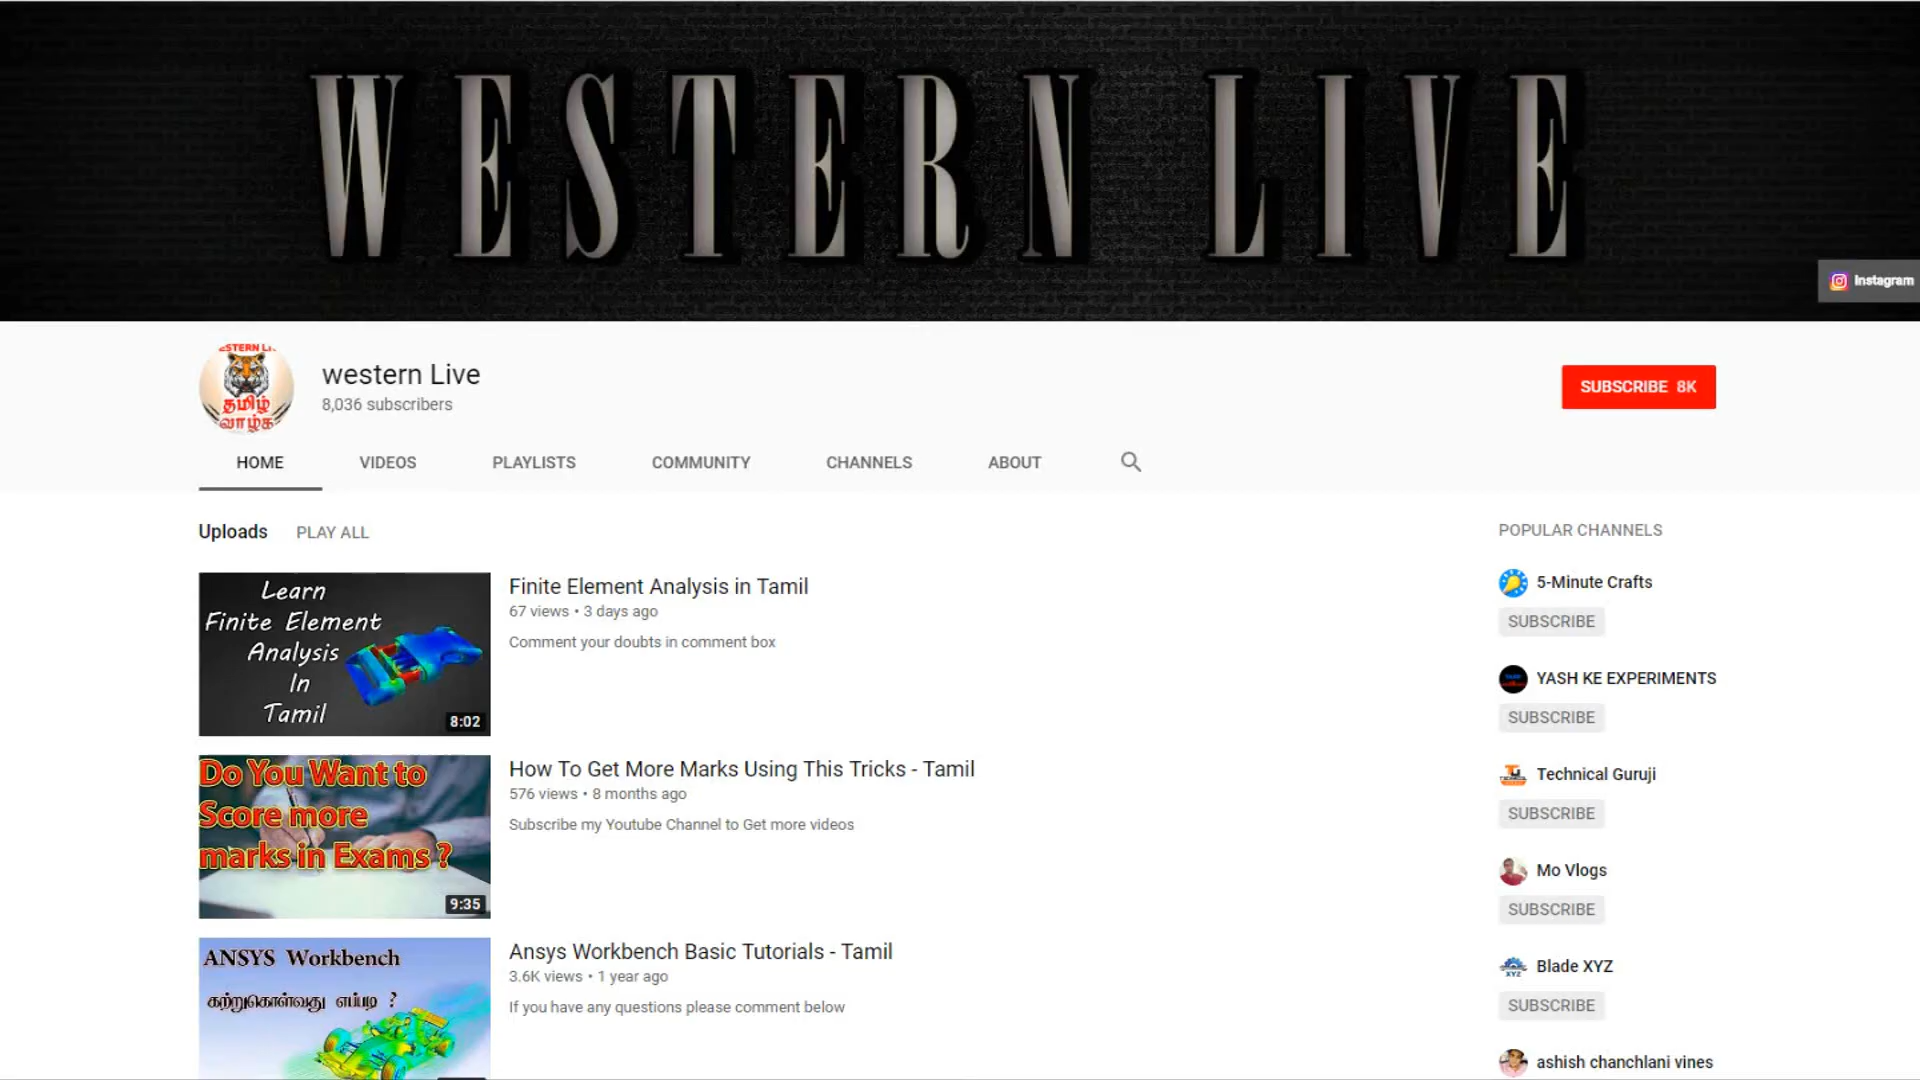 WESTERN LIVE
Instagram
தமிழ்
வாழ்க
western Live
8,036 subscribers
SUBSCRIBE 8K
HOME
VIDEOS
PLAYLISTS
COMMUNITY
CHANNELS
ABOUT
Uploads
PLAY ALL
Learn
Finite Element
Analysis
In
Tamil
8:02
Finite Element Analysis in Tamil
67 views • 3 days ago
Comment your doubts in comment box
Do You Want to
Score more
marks in Exams ?
9:35
How To Get More Marks Using This Tricks - Tamil
576 views • 8 months ago
Subscribe my Youtube Channel to Get more videos
ANSYS Workbench
கற்றுகொள்வது எப்படி ?
Ansys Workbench Basic Tutorials - Tamil
3.6K views • 1 year ago
If you have any questions please comment below
POPULAR CHANNELS
5-Minute Crafts
SUBSCRIBE
YASH KE EXPERIMENTS
SUBSCRIBE
Technical Guruji
SUBSCRIBE
Mo Vlogs
SUBSCRIBE
XYZ
Blade XYZ
SUBSCRIBE
ashish chanchlani vines